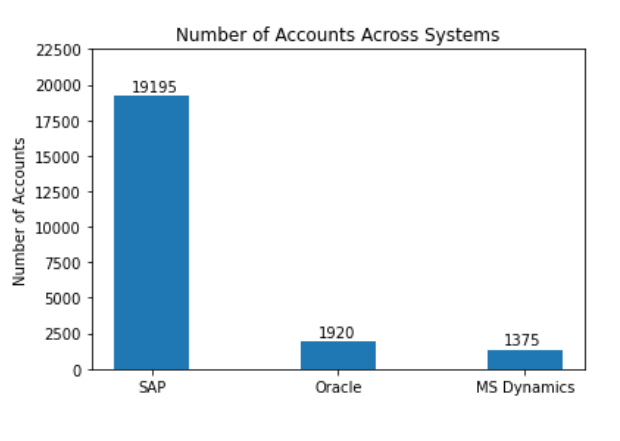 Number of Accounts Across Systems
Number of Accounts
22500
20000
17500
15000
12500
10000
7500
5000
2500
0
19195
1920
1375
SAP
Oracle
MS Dynamics